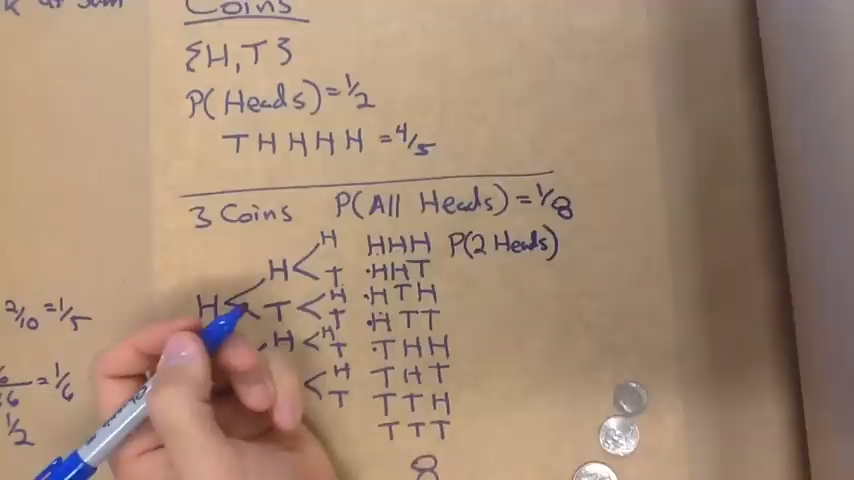 Coins
{H,T}
P(Heads)=1/2
T H H H H =4/5
3 Coins P(All Heads)=1/8
H HHH P(2 Heads)
H T HHT
H T H HTH
T HTT
H H T THH
H THT
T TTH
TTT
8
2/10 =1/5
=1/6
1/2